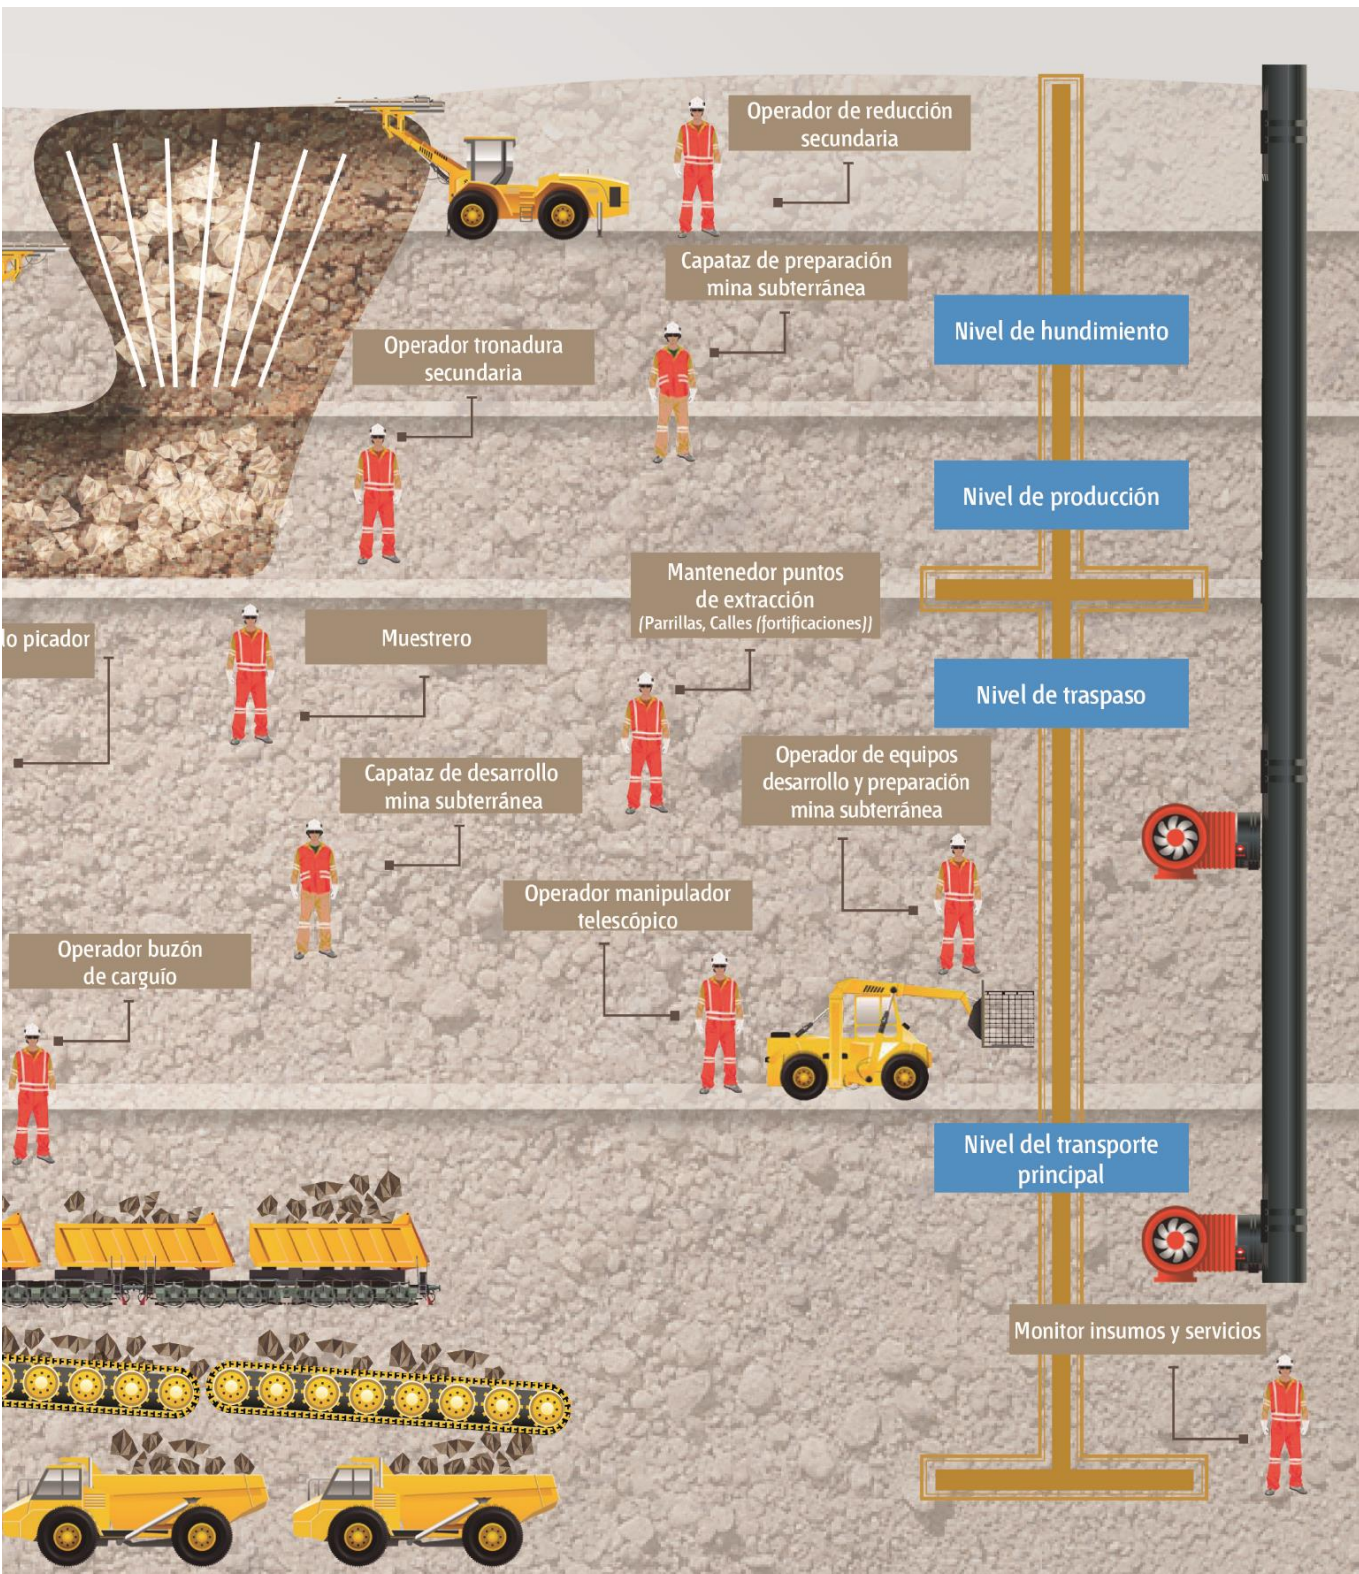 Operador de reducción
secundaria
Capataz de preparación
mina subterránea
Nivel de hundimiento
Operador tronadura
secundaria
Nivel de producción
Mantenedor puntos
de extracción
(Parrillas, Calles (fortificaciones))
lo picador
Muestrero
Nivel de traspaso
Operador de equipos
desarrollo y preparación
mina subterránea
Capataz de desarrollo
mina subterránea
Operador manipulador
telescópico
Operador buzón
de carguío
Nivel del transporte
principal
Monitor insumos y servicios